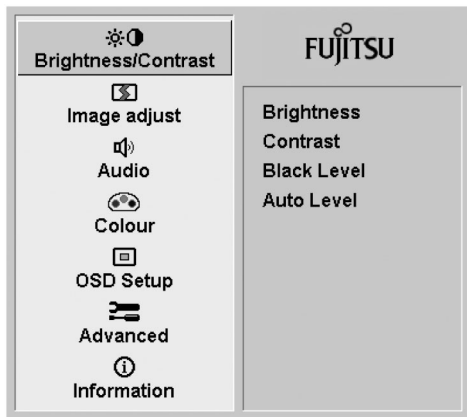 Brightness/Contrast
Image adjust
Audio
Colour
OSD Setup
Advanced
Information
FUJITSU
Brightness
Contrast
Black Level
Auto Level